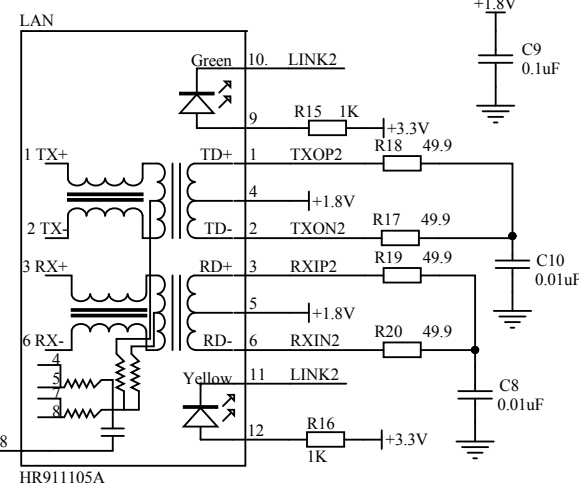 +1.8V
LAN
C9
0.1uF
Green 10. LINK2
9 R15 1K +3.3V
R18 49.9
1 TX+ TD+ 1 TXOP2
4 +1.8V
2 TX- TD- 2 TXON2 R17 49.9
3 RX+ RD+ 3 RXIP2 R19 49.9
C10
0.01uF
5 +1.8V
6 RX- RD- 6 RXIN2 R20 49.9
4
5
7
8
Yellow 11 LINK2
C8
0.01uF
12 R16 +3.3V
1K
8
HR911105A